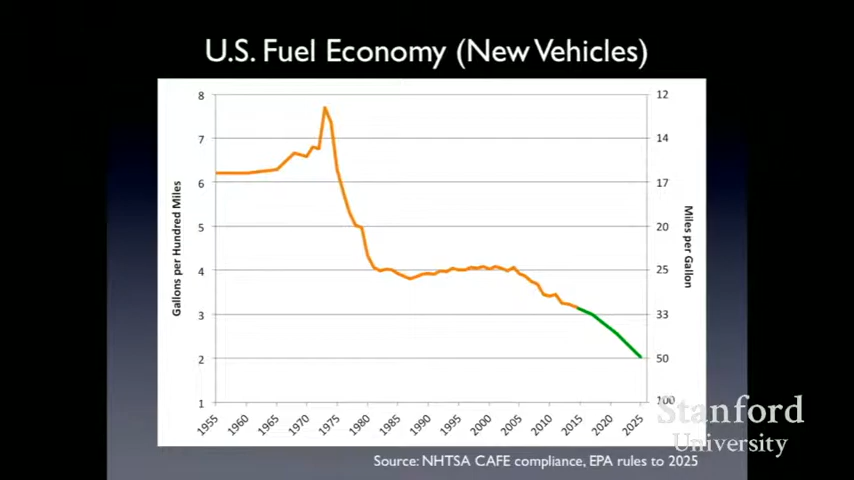 U.S. Fuel Economy (New Vehicles)
8
7
6
5
4
3
2
1
Gallons per Hundred Miles
12
14
17
20
25
33
50
100
Miles per Gallon
1955 1960 1965 1970 1975 1980 1985 1990 1995 2000 2005 2010 2015 2020 2025
Stanford
University
Source: NHTSA CAFE compliance, EPA rules to 2025